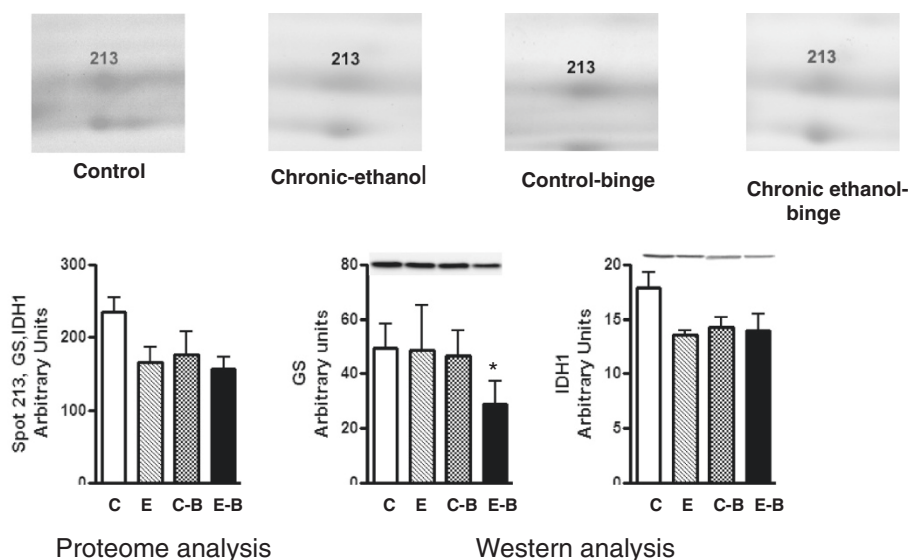 213
213
213
213
Control
Chronic-ethanol
Control-binge
Chronic ethanol-
binge
Spot 213, GS,IDH1
Arbitrary Units
300
200
100
0
C E C-B E-B
GS
Arbitrary units
80
60
40
20
0
*
C E C-B E-B
IDH1
Arbitrary Units
20
15
10
5
0
C E C-B E-B
Proteome analysis
Western analysis